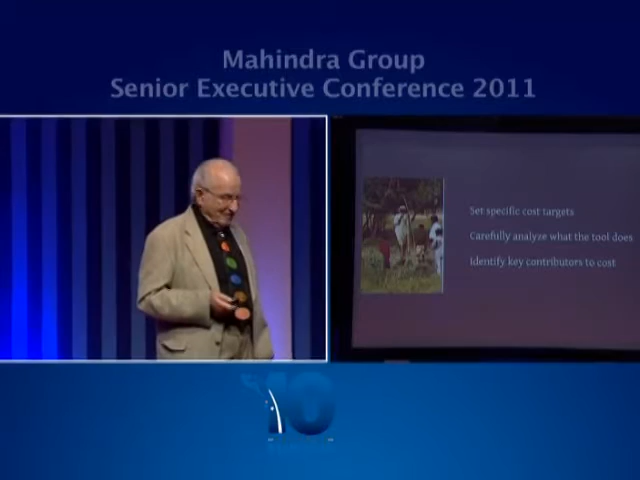 Mahindra Group
Senior Executive Conference 2011
Set specific cost targets
Carefully analyze what the tool does
Identify key contributors to cost
10